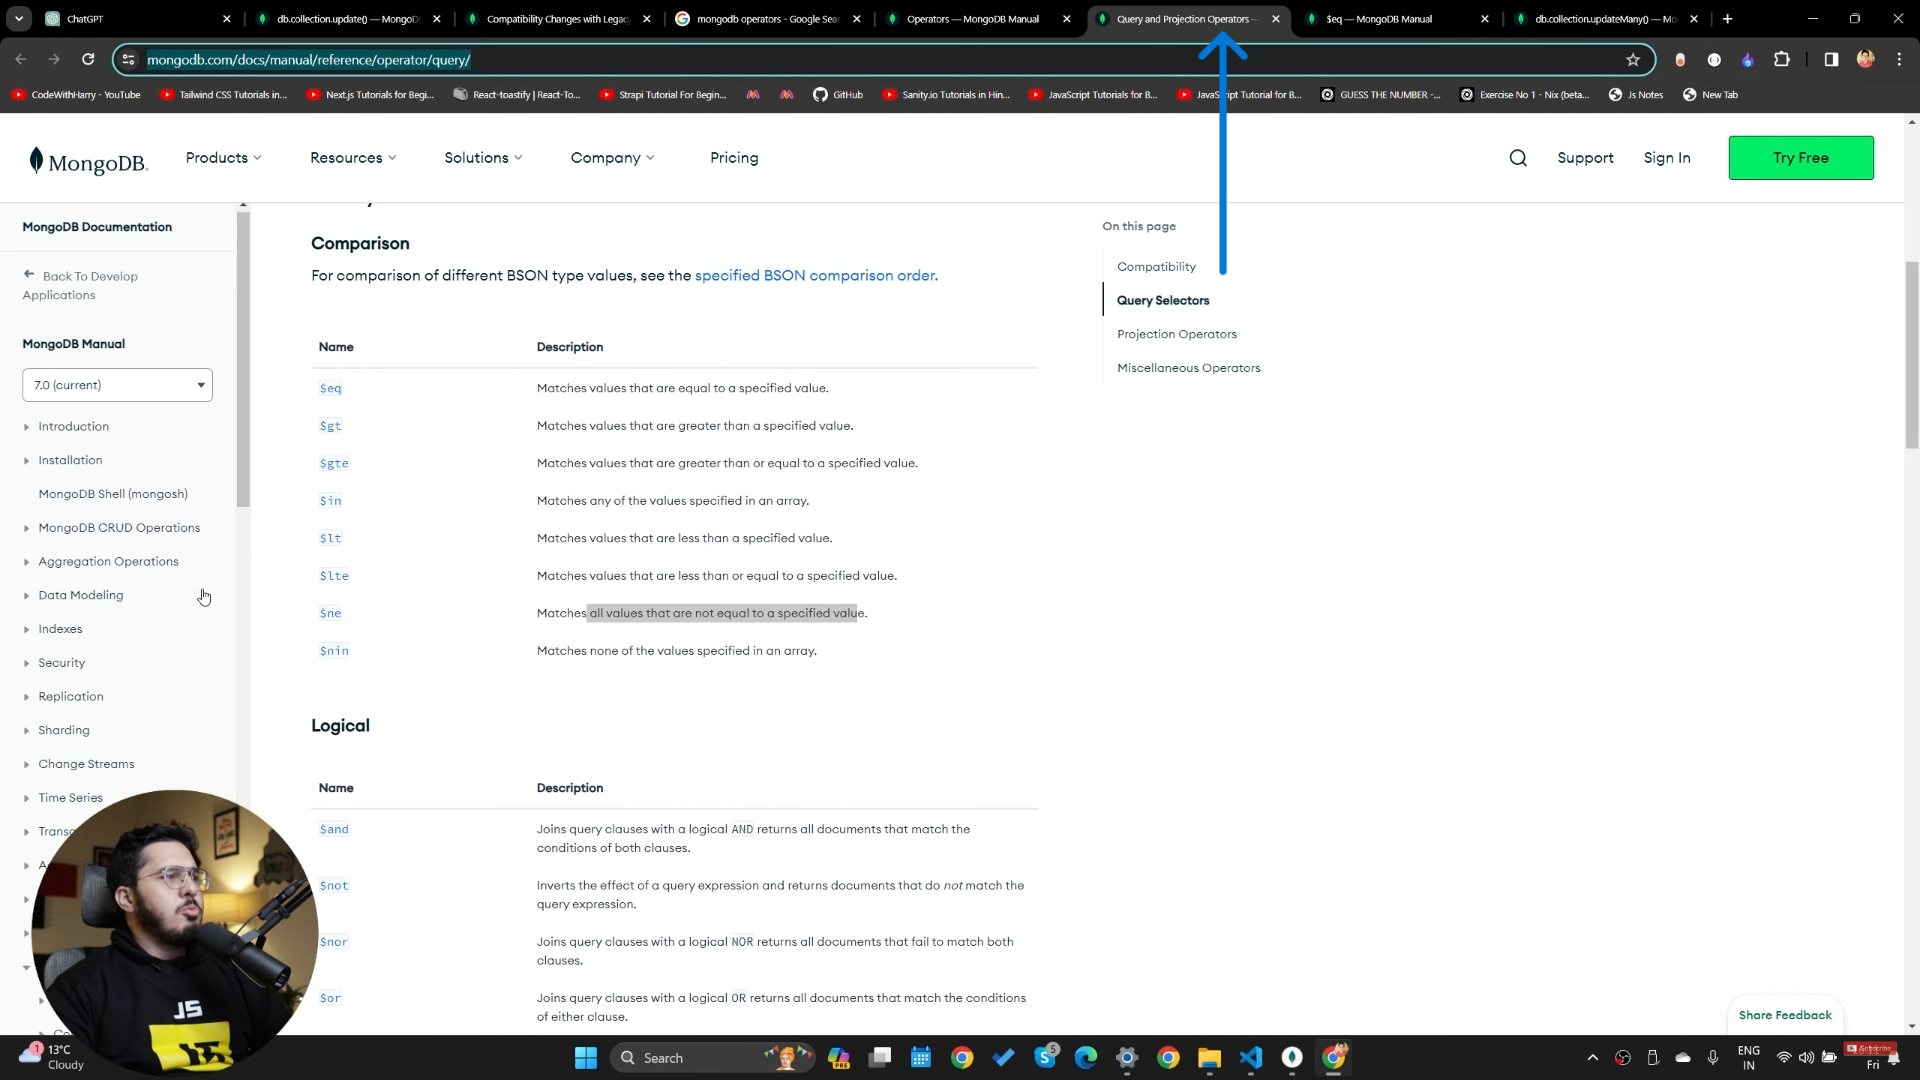 ChatGPT
db.collection.update() — MongoD
Compatibility Changes with Legac
mongodb operators - Google Sear
Operators — MongoDB Manual
Query and Projection Operators —
$eq — MongoDB Manual
db.collection.updateMany() — Mo
mongodb.com/docs/manual/reference/operator/query/
CodeWithHarry - YouTube
Tailwind CSS Tutorials in...
Next.js Tutorials for Begi...
React-toastify | React-To...
Strapi Tutorial For Begin...
GitHub
Sanity.io Tutorials in Hin...
JavaScript Tutorials for B...
JavaScript Tutorial for B...
GUESS THE NUMBER -...
Exercise No 1 - Nix (beta...
Js Notes
New Tab
MongoDB.
Products
Resources
Solutions
Company
Pricing
Support
Sign In
Try Free
MongoDB Documentation
Back To Develop
Applications
MongoDB Manual
7.0 (current)
Introduction
Installation
MongoDB Shell (mongosh)
MongoDB CRUD Operations
Aggregation Operations
Data Modeling
Indexes
Security
Replication
Sharding
Change Streams
Time Series
Comparison
For comparison of different BSON type values, see the specified BSON comparison order.
Name Description
$eq Matches values that are equal to a specified value.
$gt Matches values that are greater than a specified value.
$gte Matches values that are greater than or equal to a specified value.
$in Matches any of the values specified in an array.
$lt Matches values that are less than a specified value.
$lte Matches values that are less than or equal to a specified value.
$ne Matches all values that are not equal to a specified value.
$nin Matches none of the values specified in an array.
Logical
Name Description
$and Joins query clauses with a logical AND returns all documents that match the
conditions of both clauses.
$not Inverts the effect of a query expression and returns documents that do not match the
query expression.
$nor Joins query clauses with a logical NOR returns all documents that fail to match both
clauses.
$or Joins query clauses with a logical OR returns all documents that match the conditions
of either clause.
On this page
Compatibility
Query Selectors
Projection Operators
Miscellaneous Operators
Share Feedback
JS
1
13°C
Cloudy
Search
PRE
5
ENG
IN
Subscribe
Fri